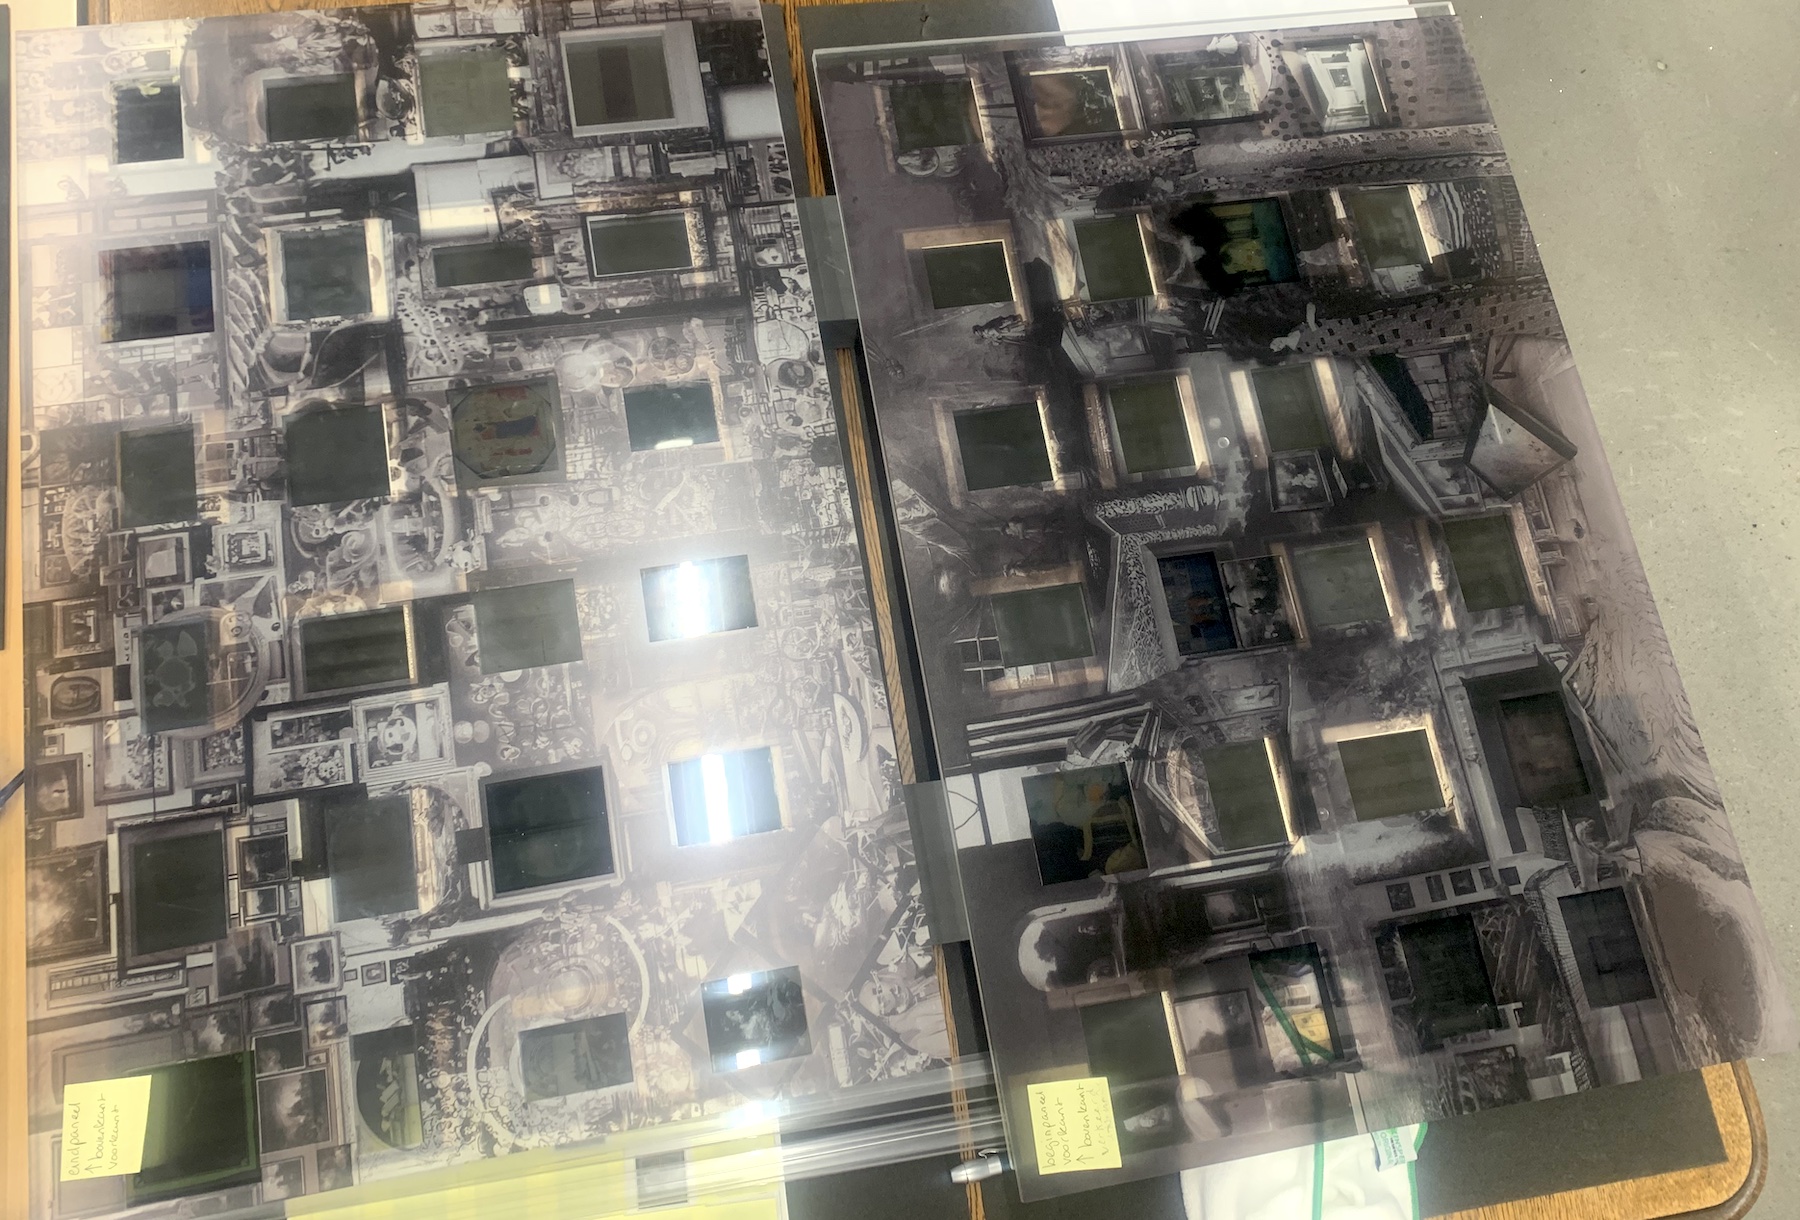 eindpaneel
↑ bovenkant
voorkant
beginpaneel
voorkant
↑ bovenkant